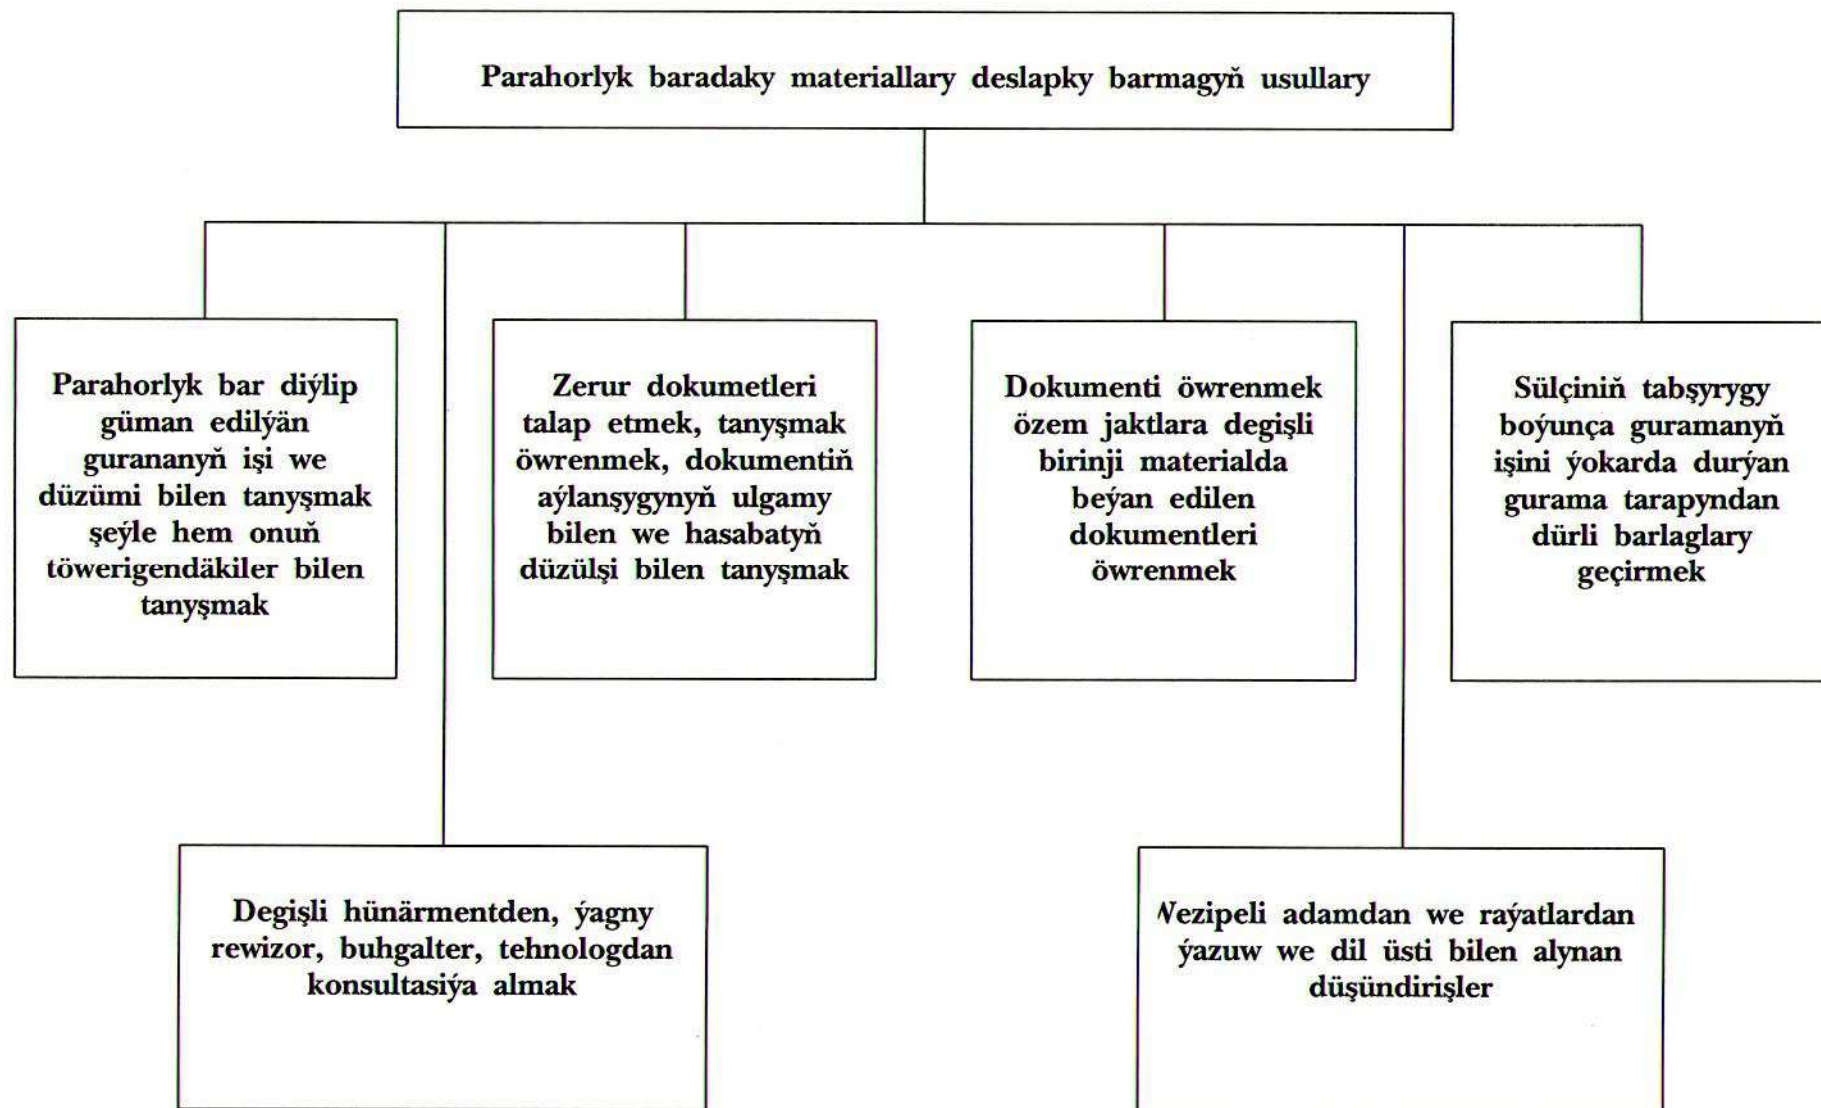 Parahorlyk baradaky materiallary deslapky barmagyň usullary
Parahorlyk bar diýlip
güman edilýän
gurananyň işi we
düzümi bilen tanyşmak
şeýle hem onuň
töwerigendäkiler bilen
tanyşmak
Zerur dokumetleri
talap etmek, tanyşmak
öwrenmek, dokumentiň
aýlanşygynyň ulgamy
bilen we hasabatyň
düzülşi bilen tanyşmak
Dokumenti öwrenmek
özem jaktlara degişli
birinji materialda
beýan edilen
dokumentleri
öwrenmek
Sülçiniň tabşyrygy
boýunça guramanyň
işini ýokarda durýan
gurama tarapyndan
dürli barlaglary
geçirmek
Degişli hünärmentden, ýagny
rewizor, buhgalter, tehnologdan
konsultasiýa almak
Wezipeli adamdan we raýatlardan
ýazuw we dil üsti bilen alynan
düşündirişler